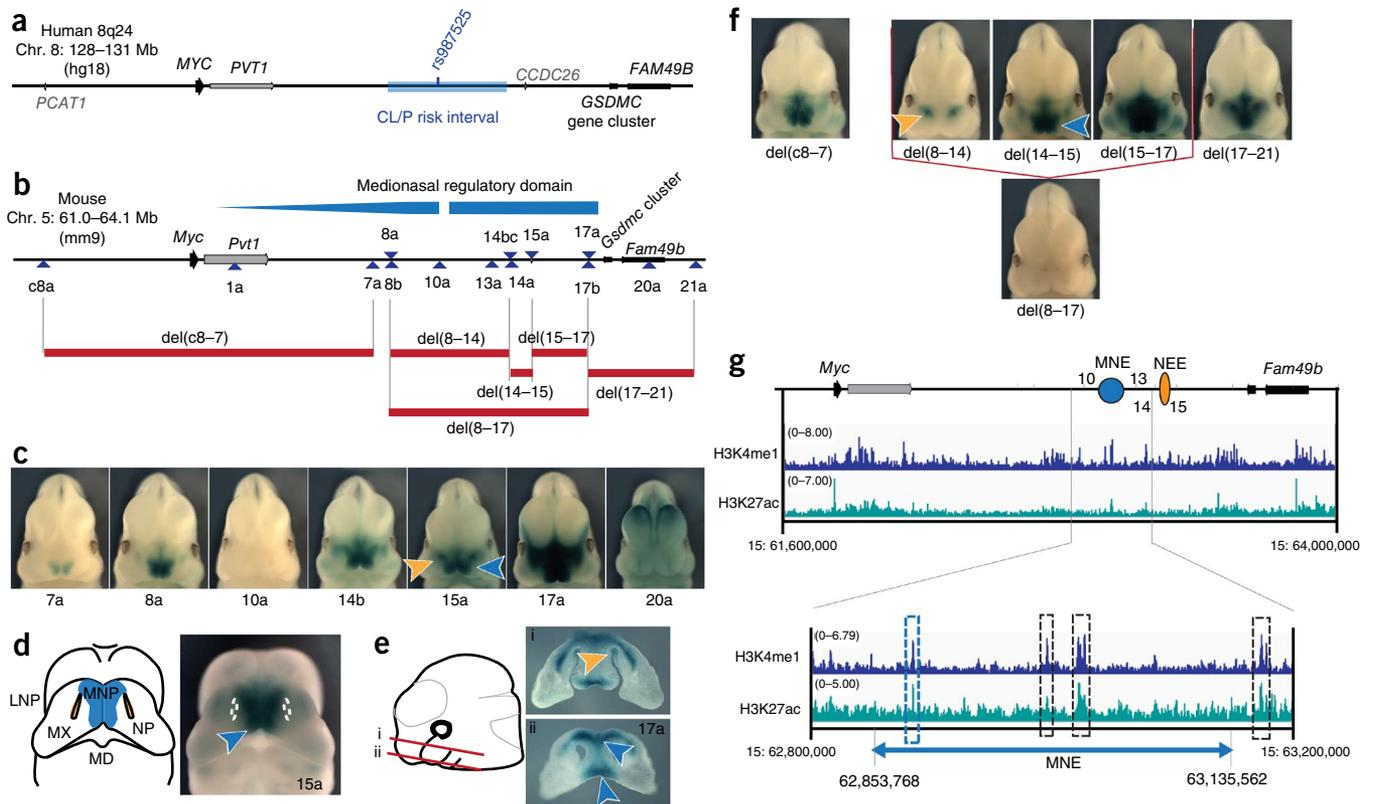 a
Human 8q24
Chr. 8: 128–131 Mb
(hg18)
PCAT1
MYC
PVT1
rs987525
CL/P risk interval
CCDC26
GSDMC
gene cluster
FAM49B
b
Mouse
Chr. 5: 61.0–64.1 Mb
(mm9)
Medionasal regulatory domain
Myc
Pvt1
8a
14bc
15a
17a
Gsdmc cluster
Fam49b
c8a
1a
7a
8b
10a
13a
14a
17b
20a
21a
del(c8–7)
del(8–14)
del(15–17)
del(14–15)
del(17–21)
del(8–17)
c
7a
8a
10a
14b
15a
17a
20a
d
LNP
MNP
MX
NP
MD
15a
e
i
ii
i
ii
17a
f
del(c8–7)
del(8–14)
del(14–15)
del(15–17)
del(17–21)
del(8–17)
g
Myc
10
MNE
13
14
NEE
15
Fam49b
(0–8.00)
H3K4me1
(0–7.00)
H3K27ac
15: 61,600,000
15: 64,000,000
(0–6.79)
H3K4me1
(0–5.00)
H3K27ac
15: 62,800,000
15: 63,200,000
MNE
62,853,768
63,135,562